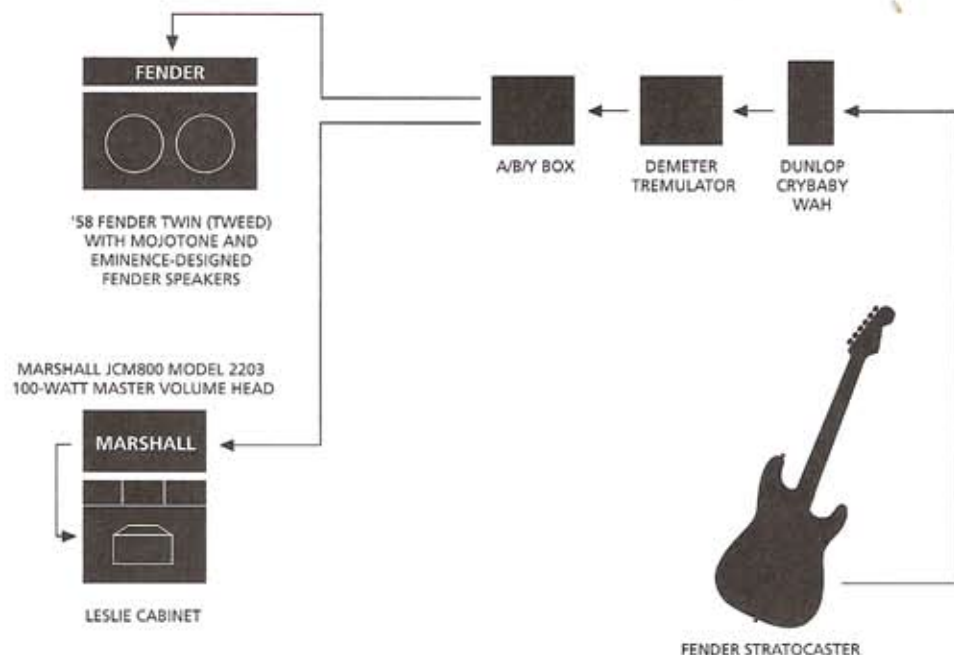 FENDER
'58 FENDER TWIN (TWEED)
WITH MOJOTONE AND
EMINENCE-DESIGNED
FENDER SPEAKERS
A/B/Y BOX
DEMETER
TREMULATOR
DUNLOP
CRYBABY
WAH
MARSHALL JCM800 MODEL 2203
100-WATT MASTER VOLUME HEAD
MARSHALL
LESLIE CABINET
FENDER STRATOCASTER